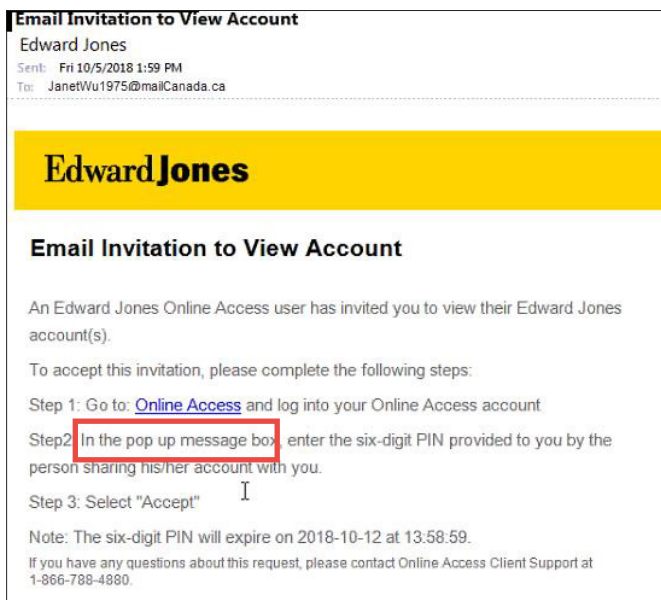 Email Invitation to View Account
Edward Jones
Sent: Fri 10/5/2018 1:59 PM
To: JanetWu1975@mailCanada.ca
Edward Jones
Email Invitation to View Account
An Edward Jones Online Access user has invited you to view their Edward Jones
account(s).
To accept this invitation, please complete the following steps:
Step 1: Go to: Online Access and log into your Online Access account
Step2: In the pop up message box, enter the six-digit PIN provided to you by the
person sharing his/her account with you.
Step 3: Select "Accept"
Note: The six-digit PIN will expire on 2018-10-12 at 13:58:59.
If you have any questions about this request, please contact Online Access Client Support at
1-866-788-4880.